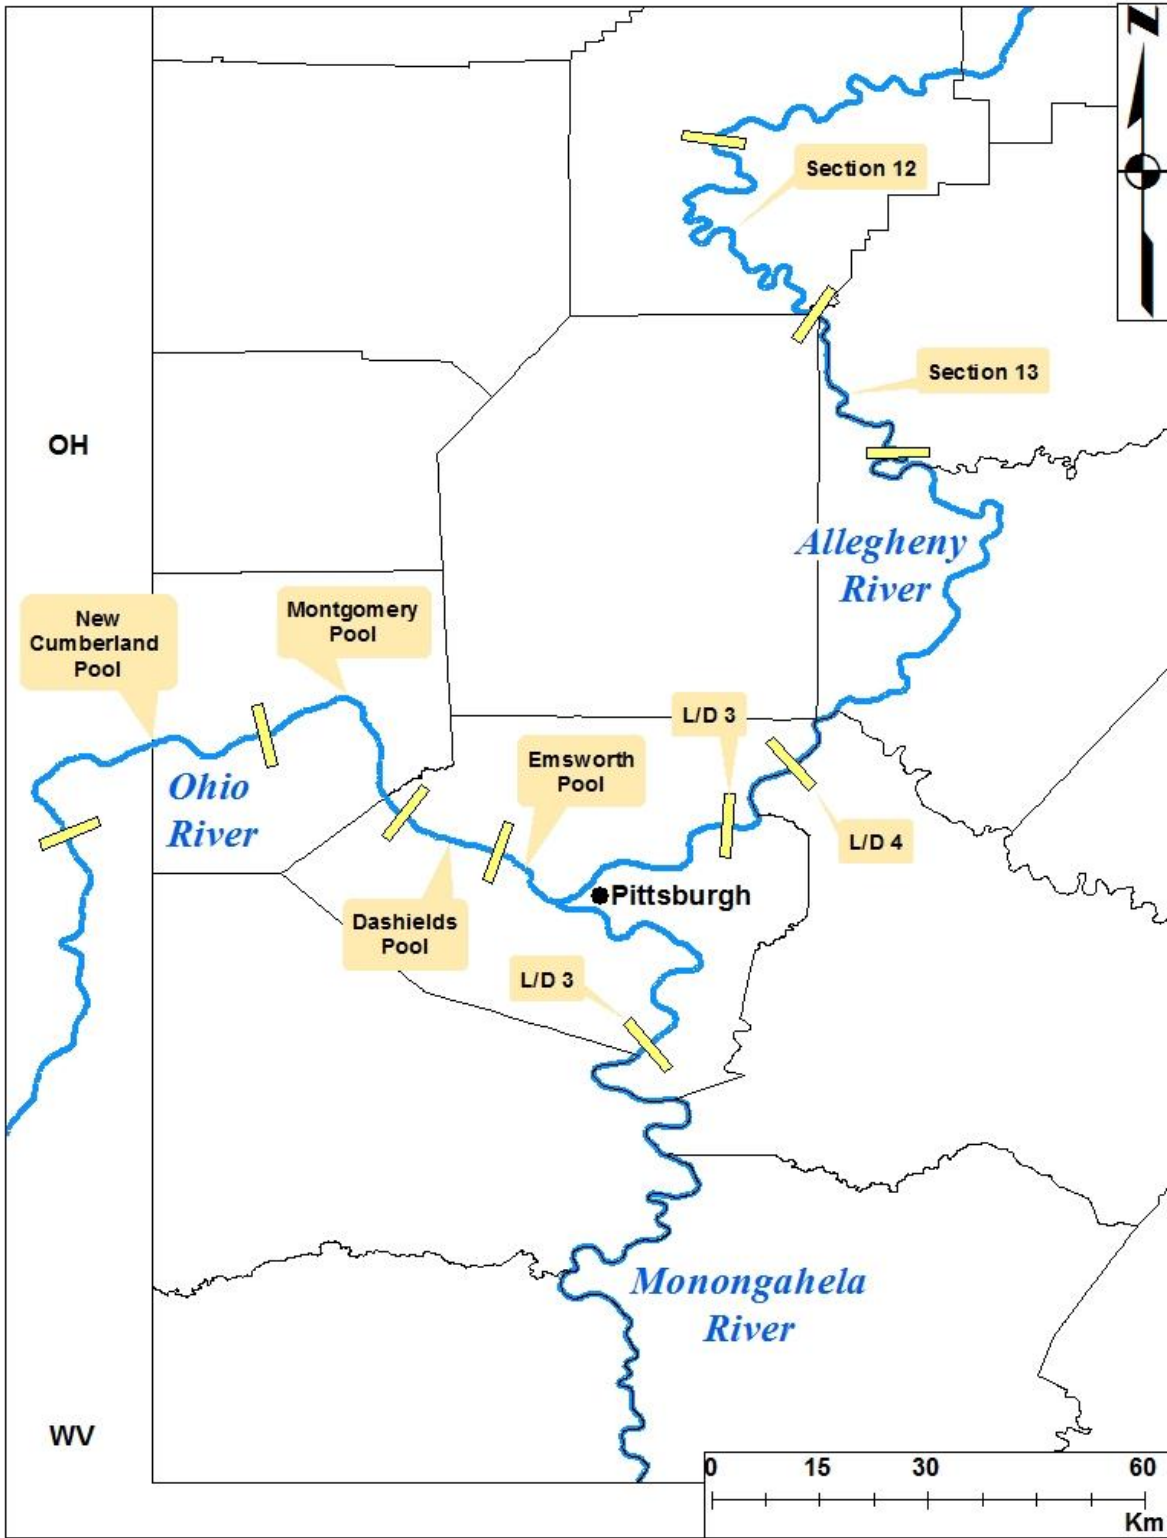 N
Section 12
Section 13
OH
Allegheny
River
New
Cumberland
Pool
Montgomery
Pool
L/D 3
Emsworth
Pool
Ohio
River
L/D 4
Pittsburgh
Dashields
Pool
L/D 3
Monongahela
River
WV
0 15 30 60
Km